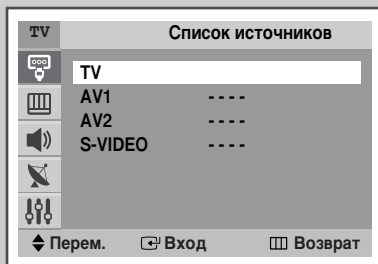 TV Список источников
TV
AV1 - - - -
AV2 - - - -
S-VIDEO - - - -
Перем. Вход Возврат